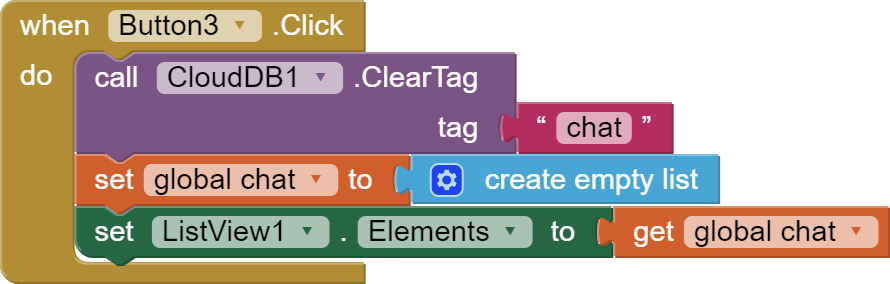 when Button3 .Click
do call CloudDB1 .ClearTag
tag “ chat ”
set global chat to create empty list
set ListView1 . Elements to get global chat